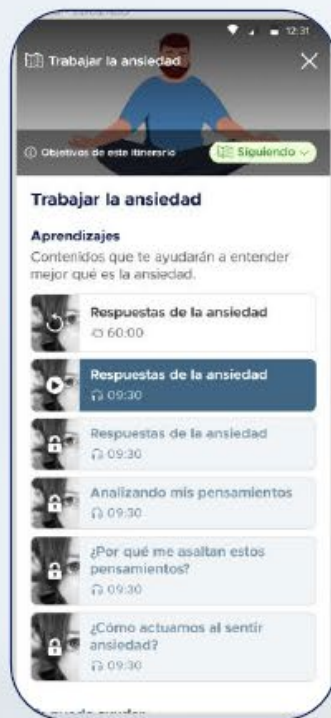 12:31
Trabajar la ansiedad
Objetivos de este itinerario
Siguiendo
Trabajar la ansiedad
Aprendizajes
Contenidos que te ayudarán a entender
mejor qué es la ansiedad.
Respuestas de la ansiedad
60:00
Respuestas de la ansiedad
09:30
Respuestas de la ansiedad
09:30
Analizando mis pensamientos
09:30
¿Por qué me asaltan estos
pensamientos?
09:30
¿Cómo actuamos al sentir
ansiedad?
09:30